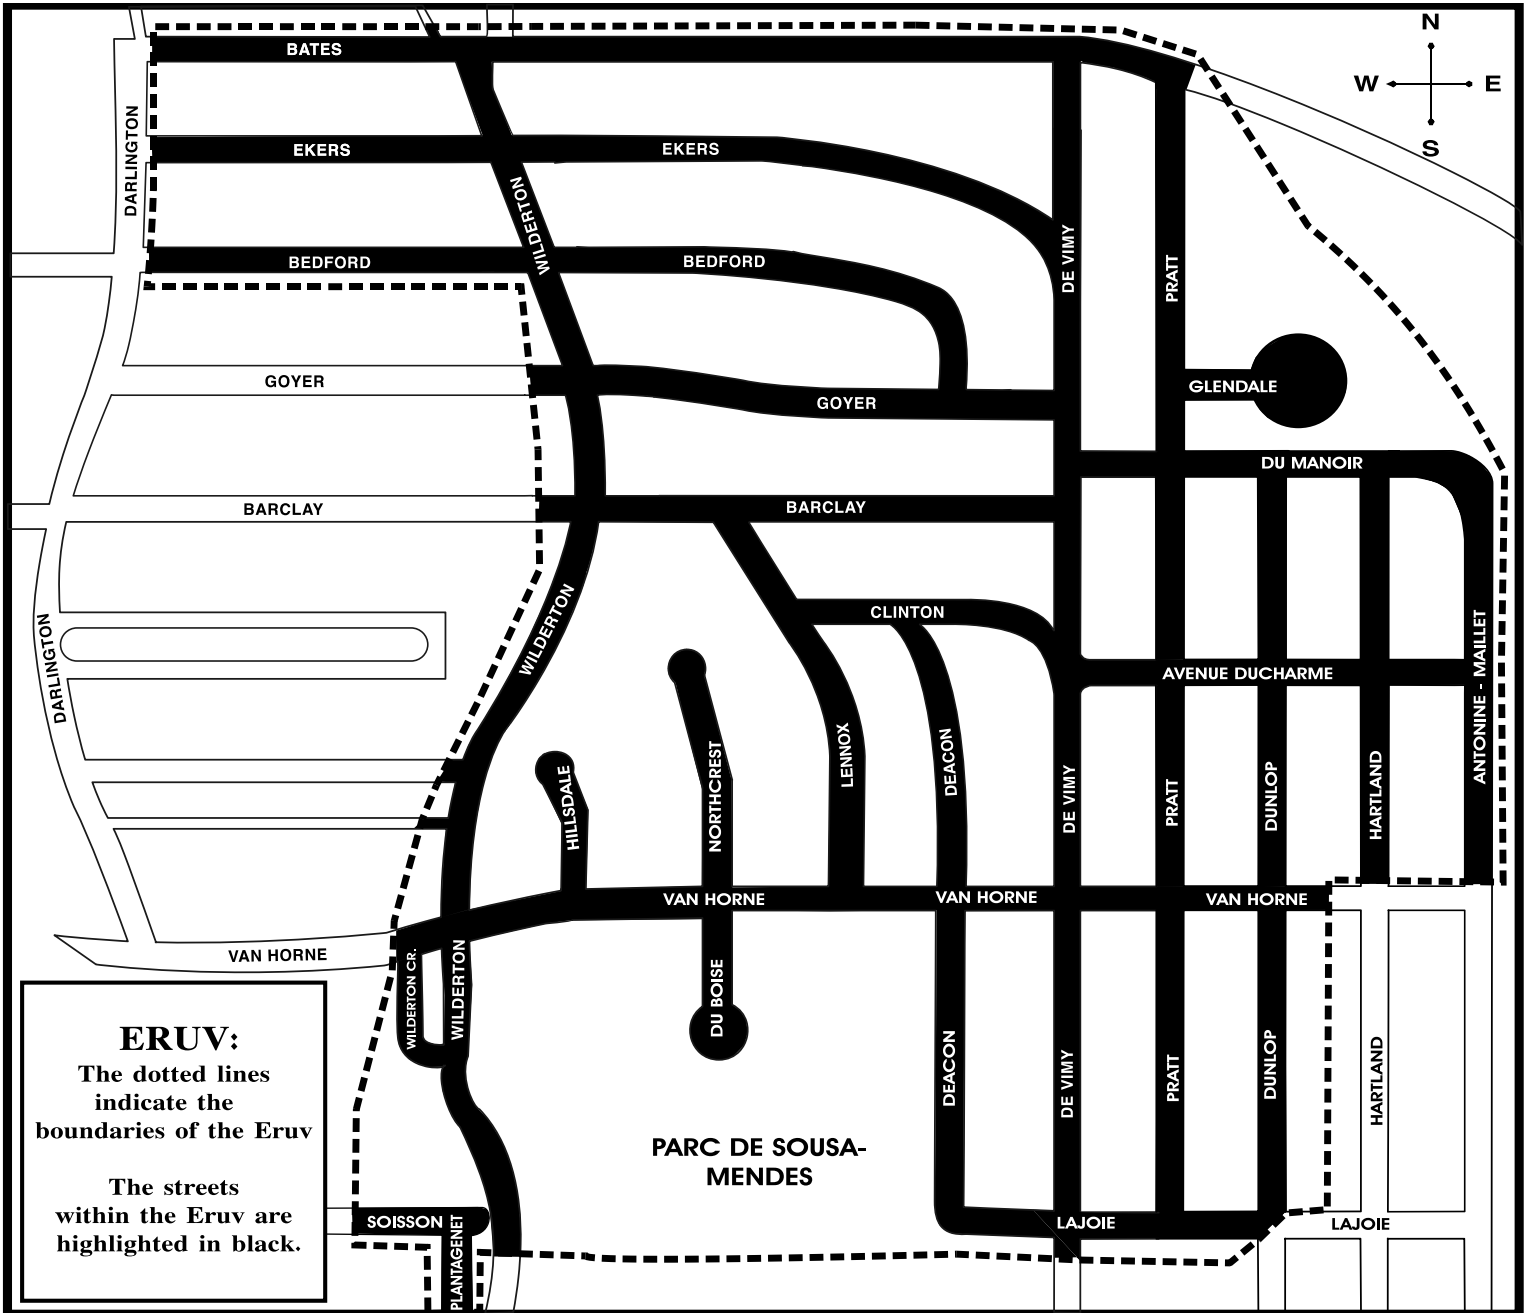 N
BATES
W E
S
DARLINGTON
EKERS
EKERS
WILDERTON
DE VIMY
PRATT
BEDFORD
BEDFORD
GOYER
GLENDALE
GOYER
DU MANOIR
BARCLAY
BARCLAY
WILDERTON
CLINTON
DARLINGTON
AVENUE DUCHARME
ANTONINE - MAILLET
HILLSDALE
NORTHCREST
LENNOX
DEACON
DE VIMY
PRATT
DUNLOP
HARTLAND
VAN HORNE
VAN HORNE
VAN HORNE
VAN HORNE
WILDERTON CR.
WILDERTON
DU BOISE
DEACON
DE VIMY
PRATT
DUNLOP
HARTLAND
PARC DE SOUSA-
MENDES
SOISSON
PLANTAGENET
LAJOIE
LAJOIE
ERUV:
The dotted lines
indicate the
boundaries of the Eruv
The streets
within the Eruv are
highlighted in black.